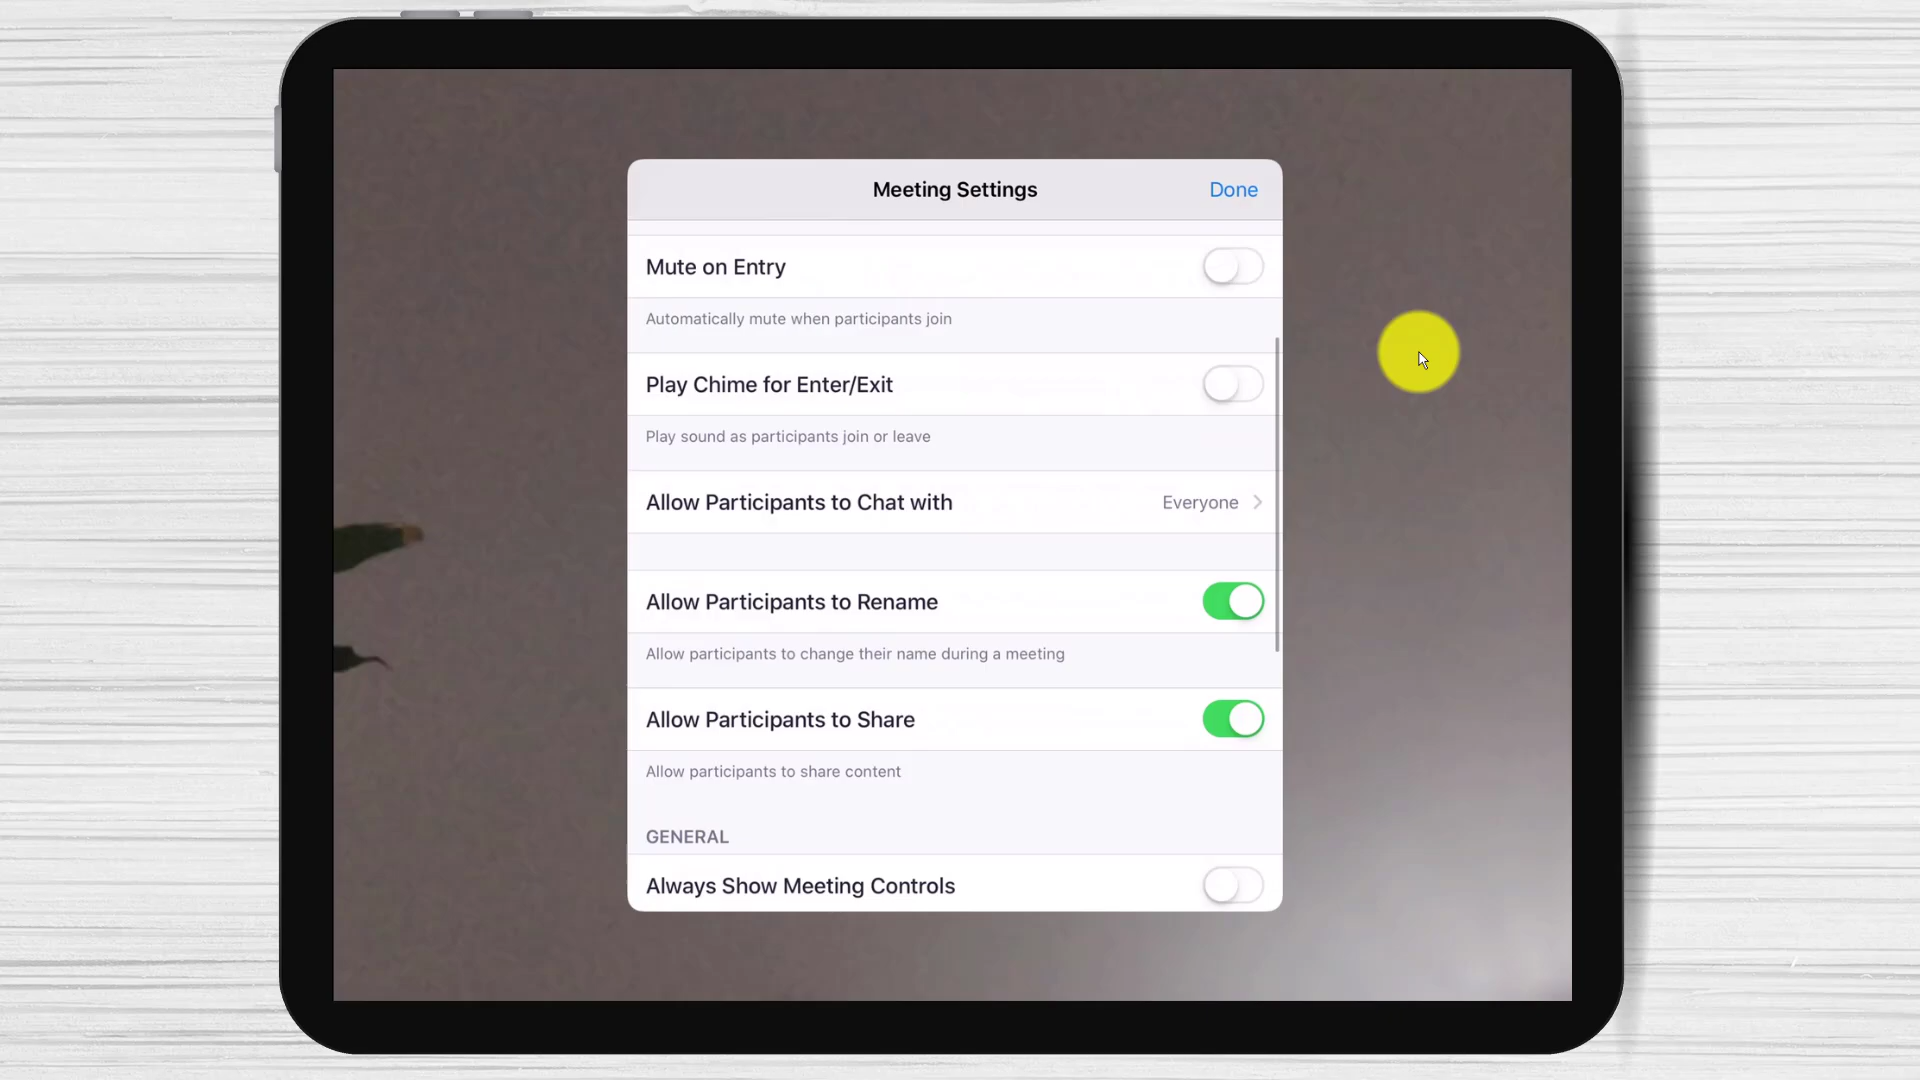 Meeting Settings
Done
Mute on Entry
Automatically mute when participants join
Play Chime for Enter/Exit
Play sound as participants join or leave
Allow Participants to Chat with
Everyone
Allow Participants to Rename
Allow participants to change their name during a meeting
Allow Participants to Share
Allow participants to share content
GENERAL
Always Show Meeting Controls